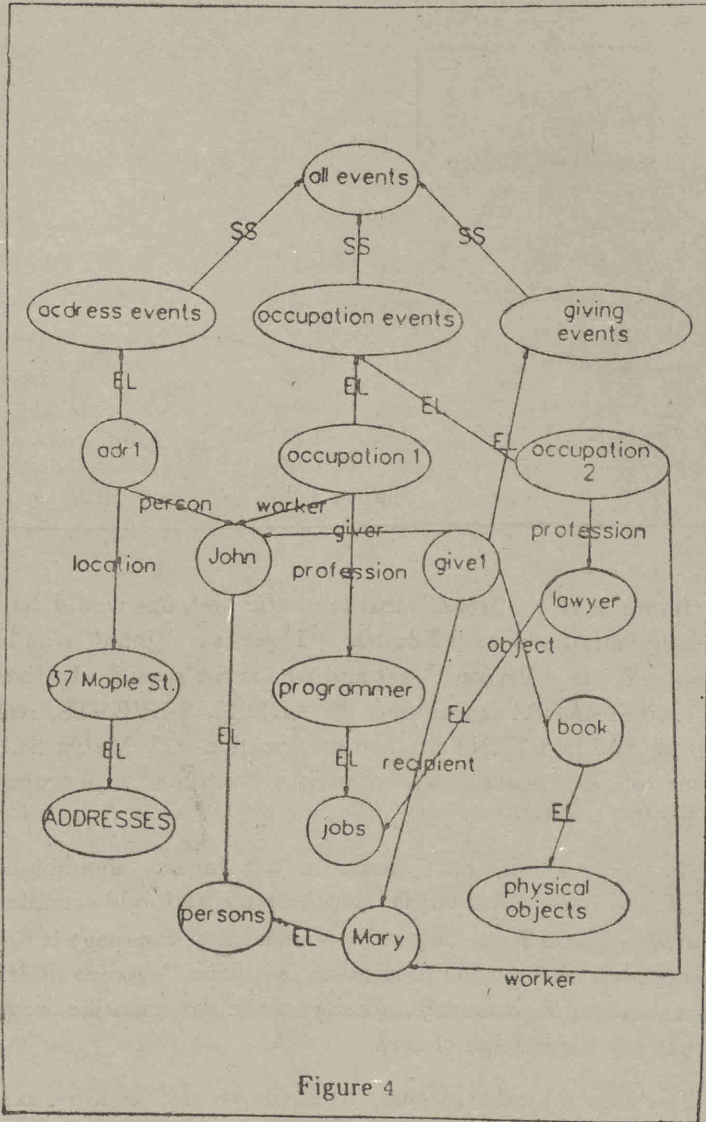 all events
SS
SS
SS
address events
occupation events
giving
events
EL
EL
EL
EL
adr1
occupation 1
occupation
2
person
worker
giver
profession
John
give1
location
profession
lawyer
object
37 Maple St.
programmer
book
EL
EL
EL
EL
recipient
EL
ADDRESSES
jobs
physical
objects
persons
EL
Mary
worker
Figure 4